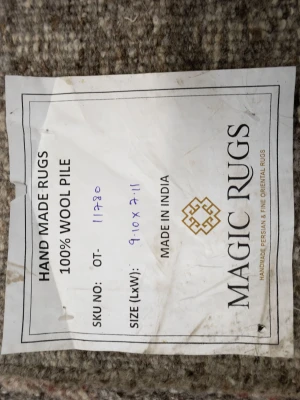 HAND MADE RUGS
100% WOOL PILE
SKU NO: OT- 11780
SIZE (LxW): 9.10 x 7.11
MADE IN INDIA
MAGIC RUGS
HANDMADE PERSIAN & FINE ORIENTAL RUGS